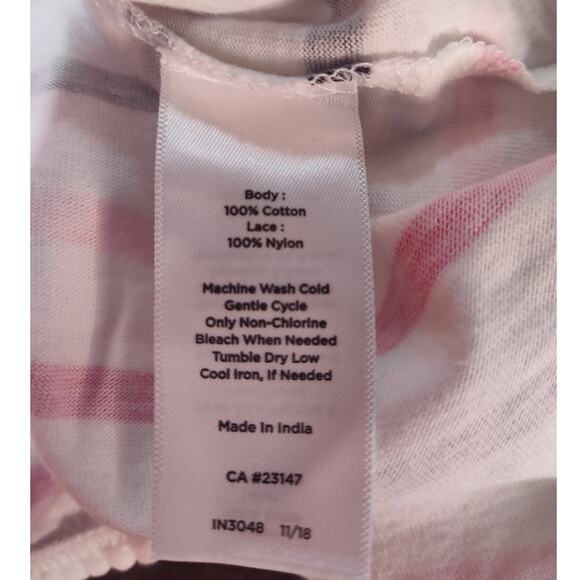 Body :
100% Cotton
Lace :
100% Nylon
Machine Wash Cold
Gentle Cycle
Only Non-Chlorine
Bleach When Needed
Tumble Dry Low
Cool Iron, If Needed
Made In India
CA #23147
IN3048 11/18